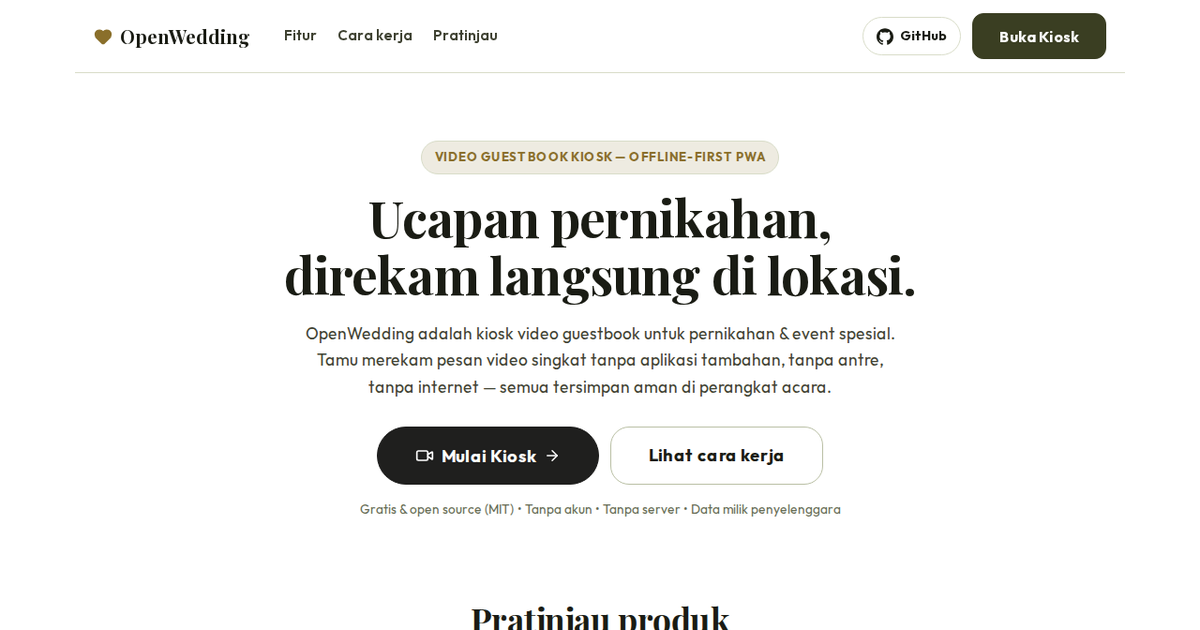 OpenWedding
Fitur
Cara kerja
Pratinjau
GitHub
Buka Kiosk
VIDEO GUESTBOOK KIOSK — OFFLINE-FIRST PWA
Ucapan pernikahan,
direkam langsung di lokasi.
OpenWedding adalah kiosk video guestbook untuk pernikahan & event spesial.
Tamu merekam pesan video singkat tanpa aplikasi tambahan, tanpa antre,
tanpa internet — semua tersimpan aman di perangkat acara.
Mulai Kiosk →
Lihat cara kerja
Gratis & open source (MIT) • Tanpa akun • Tanpa server • Data milik penyelenggara
Pratinjau produk